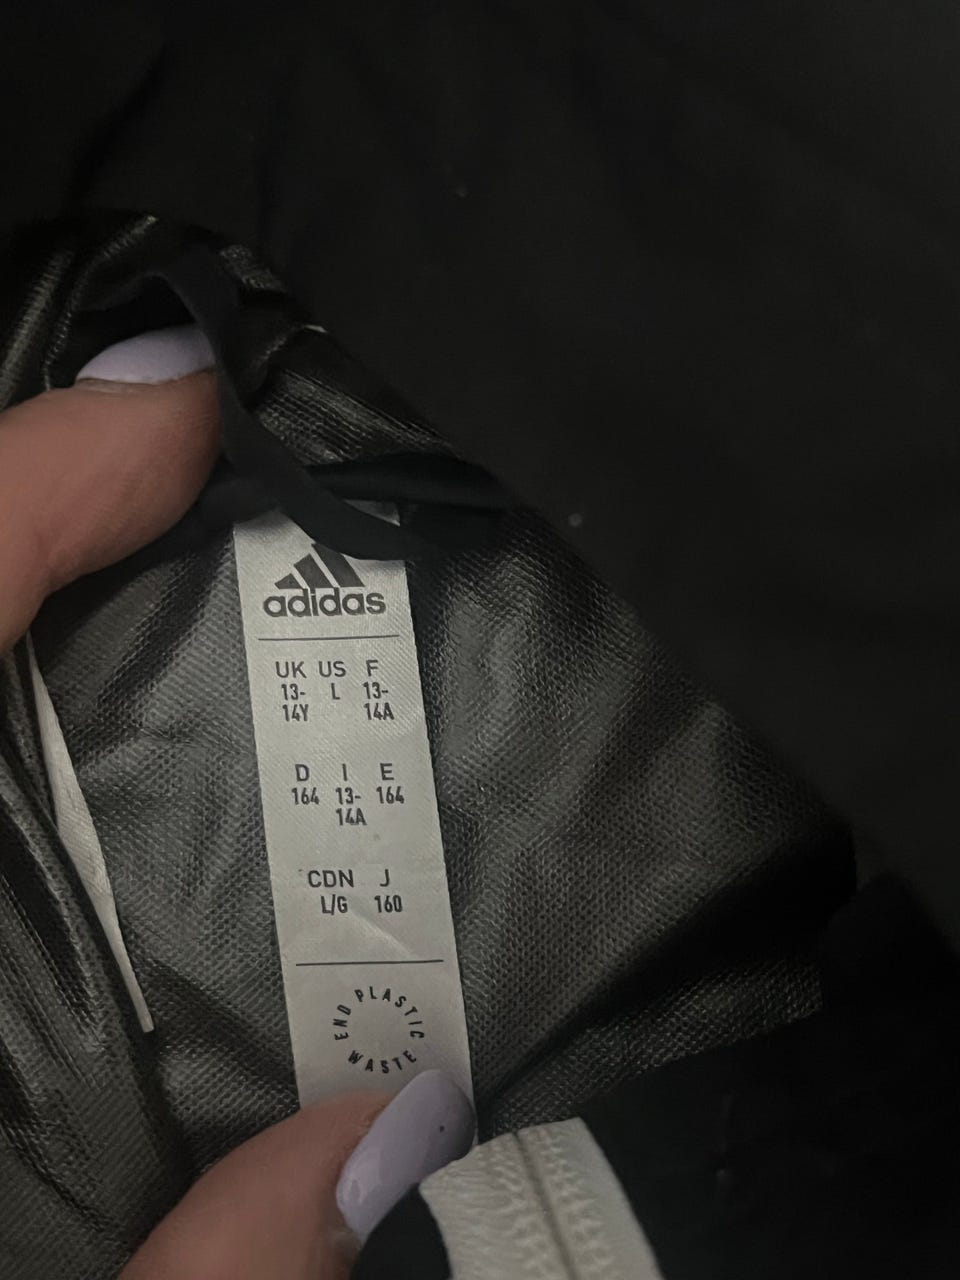 adidas
UK US F
13- L 13-
14Y 14A
D I E
164 13- 164
14A
CDN J
L/G 160
END PLASTIC WASTE